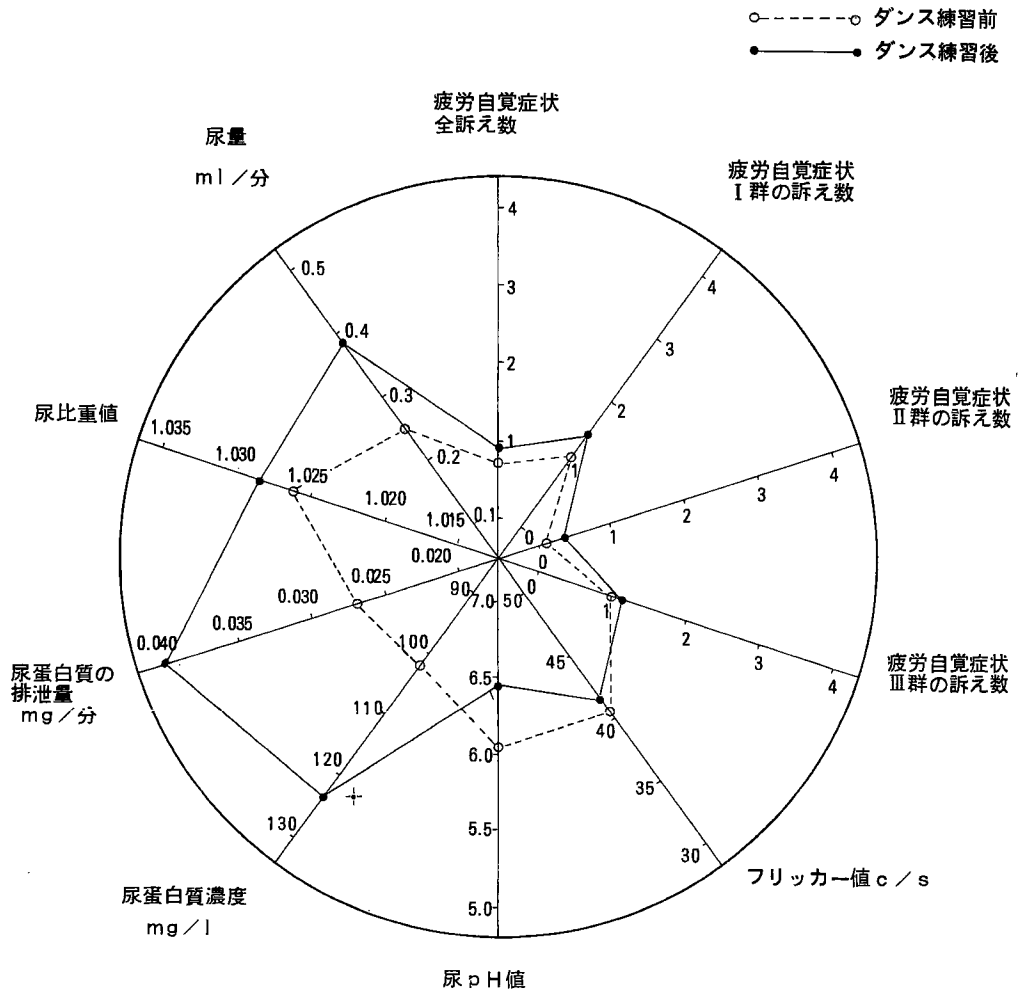 ダンス練習前
ダンス練習後
疲労自覚症状
全訴え数
尿量
ml／分
疲労自覚症状
Ⅰ群の訴え数
疲労自覚症状
Ⅱ群の訴え数
疲労自覚症状
Ⅲ群の訴え数
フリッカー値c／s
尿pH値
尿蛋白質濃度
mg／l
尿蛋白質の
排泄量
mg／分
尿比重値
4
3
2
1
0.1
4
3
2
1
0
4
3
2
1
0
4
3
2
1
0
50
45
40
35
30
7.0
6.5
6.0
5.5
5.0
90
100
110
120
130
0.020
0.025
0.030
0.035
0.040
1.015
1.020
1.025
1.030
1.035
0.2
0.3
0.4
0.5